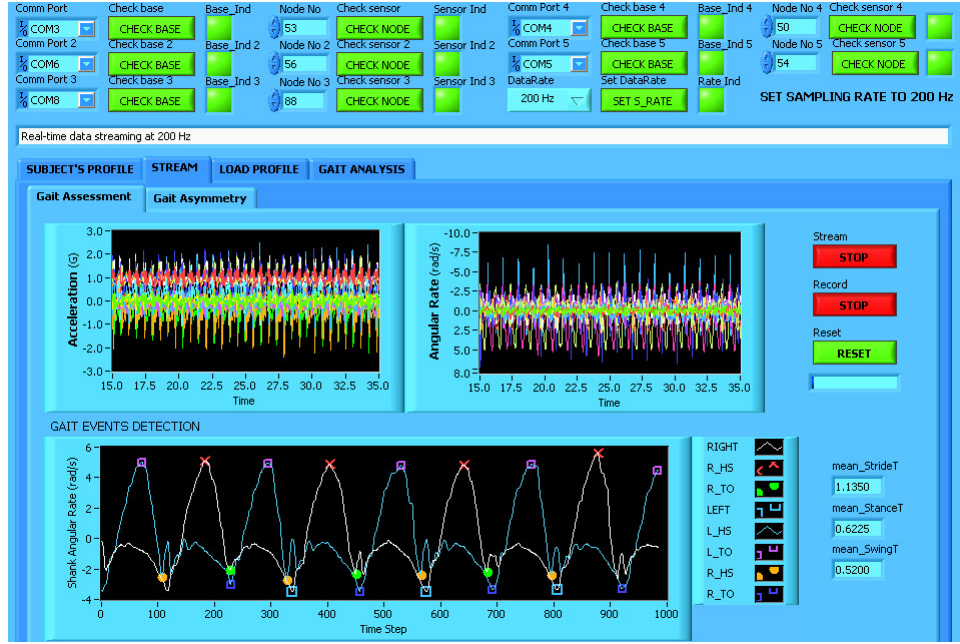 Comm Port Check base Base_Ind Node No Check sensor Sensor Ind Comm Port 4 Check base 4 Base_Ind 4 Node No 4 Check sensor 4
COM3 CHECK BASE 53 CHECK NODE COM4 CHECK BASE 50 CHECK NODE
Comm Port 2 Check base 2 Base_Ind 2 Node No 2 Check sensor 2 Sensor Ind 2 Comm Port 5 Check base 5 Base_Ind 5 Node No 5 Check sensor 5
COM6 CHECK BASE 56 CHECK NODE COM5 CHECK BASE 54 CHECK NODE
Comm Port 3 Check base 3 Base_Ind 3 Node No 3 Check sensor 3 Sensor Ind 3 DataRate Set DataRate Rate Ind
COM8 CHECK BASE 88 CHECK NODE 200 Hz SET S_RATE SET SAMPLING RATE TO 200 Hz
Real-time data streaming at 200 Hz
SUBJECT'S PROFILE STREAM LOAD PROFILE GAIT ANALYSIS
Gait Assessment Gait Asymmetry
Acceleration (G)
3.0
2.0
1.0
0.0
-1.0
-2.0
-3.0
15.0 17.5 20.0 22.5 25.0 27.5 30.0 32.5 35.0
Time
Angular Rate (rad/s)
-10.0
-7.5
-5.0
-2.5
0.0
2.5
5.0
8.0
15.0 17.5 20.0 22.5 25.0 27.5 30.0 32.5 35.0
Time
Stream
STOP
Record
STOP
Reset
RESET
GAIT EVENTS DETECTION
Shank Angular Rate (rad/s)
6
4
2
0
-2
-4
0 100 200 300 400 500 600 700 800 900 1000
Time Step
RIGHT
R_HS
R_TO
LEFT
L_HS
L_TO
R_HS
R_TO
mean_StrideT
1.1350
mean_StanceT
0.6225
mean_SwingT
0.5200